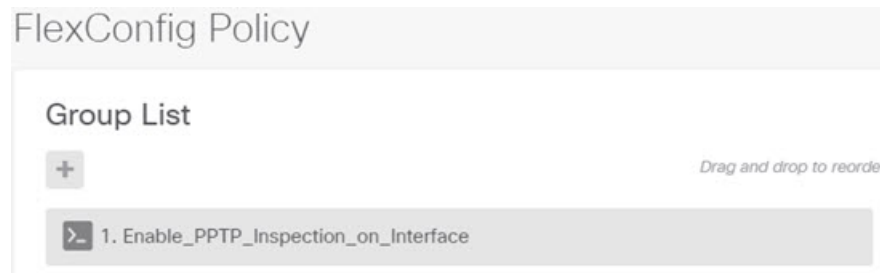 FlexConfig Policy
Group List
+
Drag and drop to reorde
>_ 1. Enable_PPTP_Inspection_on_Interface